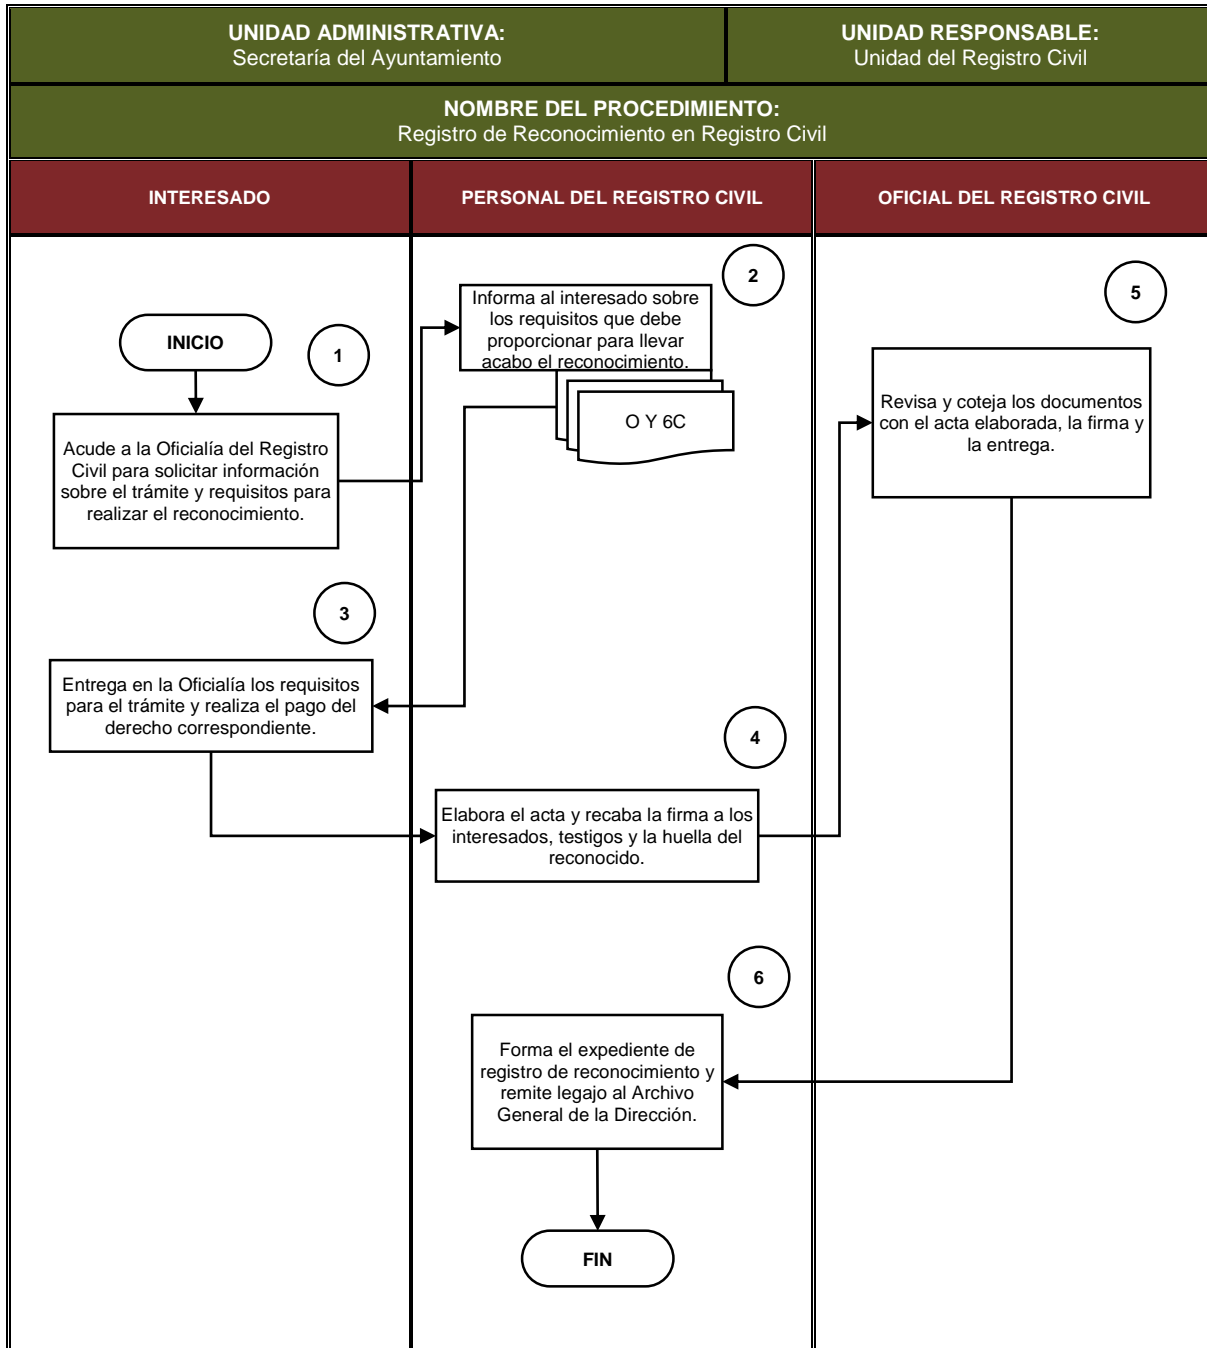 UNIDAD ADMINISTRATIVA:
Secretaría del Ayuntamiento
UNIDAD RESPONSABLE:
Unidad del Registro Civil
NOMBRE DEL PROCEDIMIENTO:
Registro de Reconocimiento en Registro Civil
INTERESADO
PERSONAL DEL REGISTRO CIVIL
OFICIAL DEL REGISTRO CIVIL
INICIO
1
Acude a la Oficialía del Registro
Civil para solicitar información
sobre el trámite y requisitos para
realizar el reconocimiento.
2
Informa al interesado sobre
los requisitos que debe
proporcionar para llevar
acabo el reconocimiento.
O Y 6C
3
Entrega en la Oficialía los requisitos
para el trámite y realiza el pago del
derecho correspondiente.
4
Elabora el acta y recaba la firma a los
interesados, testigos y la huella del
reconocido.
5
Revisa y coteja los documentos
con el acta elaborada, la firma y
la entrega.
6
Forma el expediente de
registro de reconocimiento y
remite legajo al Archivo
General de la Dirección.
FIN